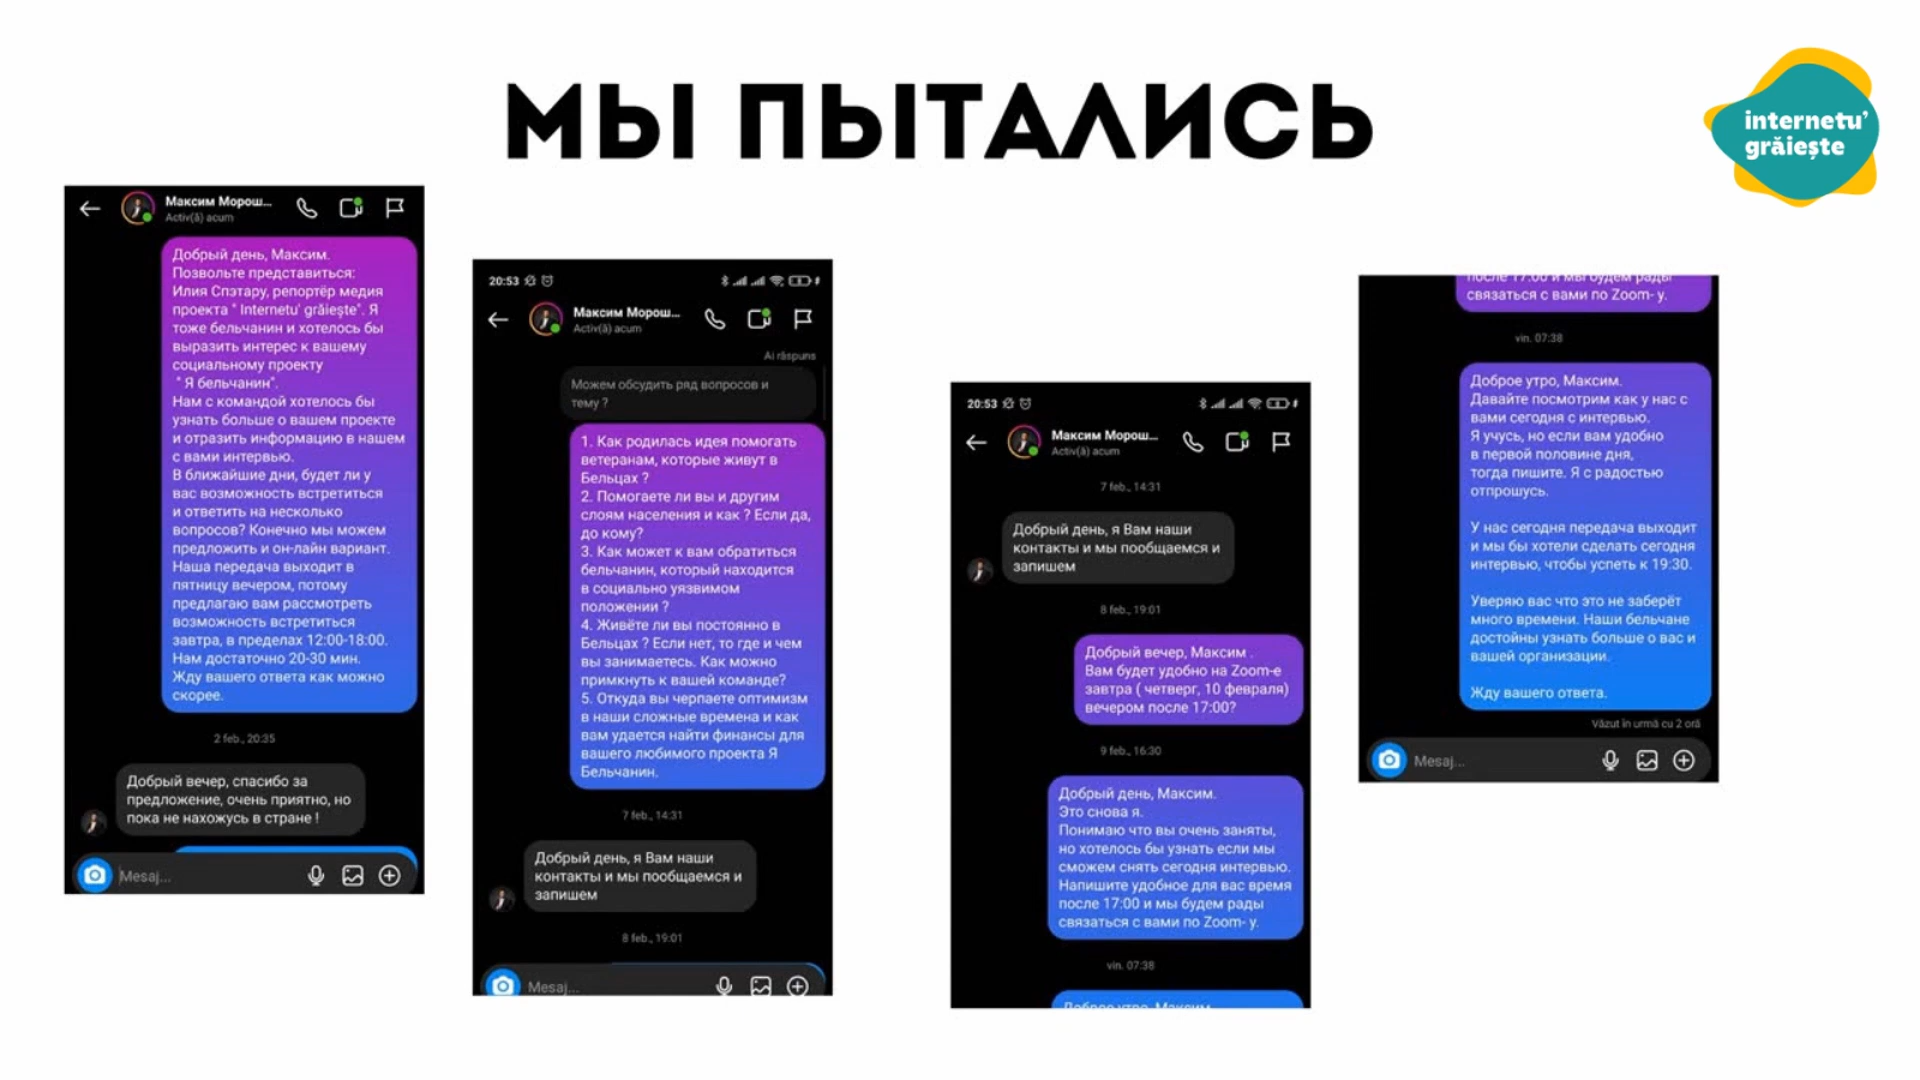 МЫ ПЫТАЛИСЬ
internetu’
grăiește
Максим Морош...
Activ(ă) acum
Добрый день, Максим.
Позвольте представиться:
Илия Спэтару, репортёр медия
проекта " Internetu' grăiește". Я
тоже бельчанин и хотелось бы
выразить интерес к вашему
социальному проекту
" Я бельчанин".
Нам с командой хотелось бы
узнать больше о вашем проекте
и отразить информацию в нашем
с вами интервью.
В ближайшие дни, будет ли у
вас возможность встретиться
и ответить на несколько
вопросов? Конечно мы можем
предложить и он-лайн вариант.
Наша передача выходит в
пятницу вечером, потому
предлагаю вам рассмотреть
возможность встретиться
завтра, в пределах 12:00-18:00.
Нам достаточно 20-30 мин.
Жду вашего ответа как можно
скорее.
2 feb., 20:35
Добрый вечер, спасибо за
предложение, очень приятно, но
пока не нахожусь в стране !
Mesaj...
20:53
Максим Морош...
Activ(ă) acum
Ai răspuns
Можем обсудить ряд вопросов и
тему ?
1. Как родилась идея помогать
ветеранам, которые живут в
Бельцах ?
2. Помогаете ли вы и другим
слоям населения и как ? Если да,
до кому?
3. Как может к вам обратиться
бельчанин, который находится
в социально уязвимом
положении ?
4. Живёте ли вы постоянно в
Бельцах ? Если нет, то где и чем
вы занимаетесь. Как можно
примкнуть к вашей команде?
5. Откуда вы черпаете оптимизм
в наши сложные времена и как
вам удается найти финансы для
вашего любимого проекта Я
Бельчанин.
7 feb., 14:31
Добрый день, я Вам наши
контакты и мы пообщаемся и
запишем
8 feb., 19:01
Mesaj...
20:53
Максим Морош...
Activ(ă) acum
7 feb., 14:31
Добрый день, я Вам наши
контакты и мы пообщаемся и
запишем
8 feb., 19:01
Добрый вечер, Максим .
Вам будет удобно на Zoom-е
завтра ( четверг, 10 февраля)
вечером после 17:00?
9 feb., 16:30
Добрый день, Максим.
Это снова я.
Понимаю что вы очень заняты,
но хотелось бы узнать если мы
сможем снять сегодня интервью.
Напишите удобное для вас время
после 17:00 и мы будем рады
связаться с вами по Zoom- у.
vin. 07:38
Доброе утро, Максим.
после 17:00 и мы будем рады
связаться с вами по Zoom- у.
vin. 07:38
Доброе утро, Максим.
Давайте посмотрим как у нас с
вами сегодня с интервью.
Я учусь, но если вам удобно
в первой половине дня,
тогда пишите. Я с радостью
отпрошусь.
У нас сегодня передача выходит
и мы бы хотели сделать сегодня
интервью, чтобы успеть к 19:30.
Уверяю вас что это не заберёт
много времени. Наши бельчане
достойны узнать больше о вас и
вашей организации.
Жду вашего ответа.
Văzut în urmă cu 2 oră
Mesaj...